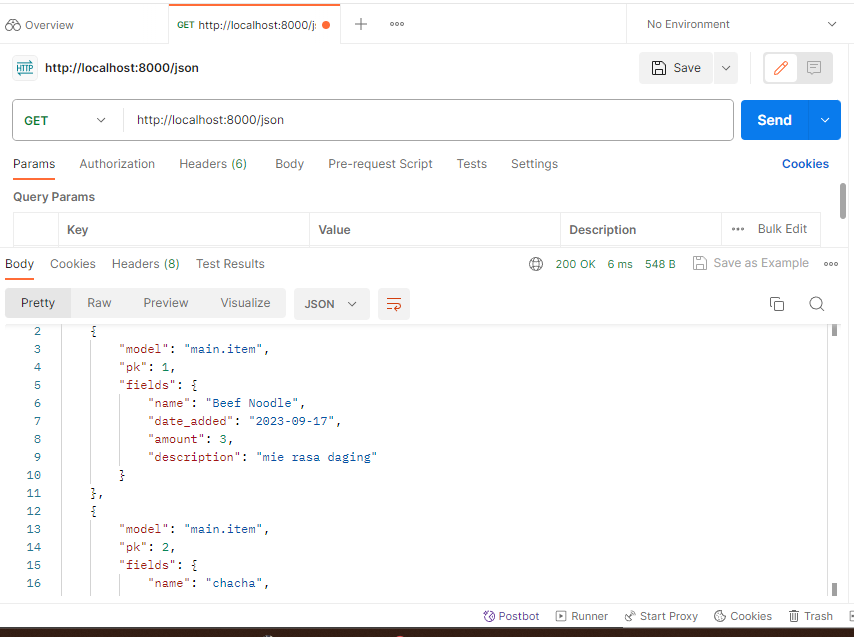 Overview
GET http://localhost:8000/j
No Environment
HTTP http://localhost:8000/json
Save
GET http://localhost:8000/json
Send
Params Authorization Headers (6) Body Pre-request Script Tests Settings Cookies
Query Params
Key Value Description Bulk Edit
Body Cookies Headers (8) Test Results 200 OK 6 ms 548 B Save as Example
Pretty Raw Preview Visualize JSON
2 {
3 "model": "main.item",
4 "pk": 1,
5 "fields": {
6 "name": "Beef Noodle",
7 "date_added": "2023-09-17",
8 "amount": 3,
9 "description": "mie rasa daging"
10 }
11 },
12 {
13 "model": "main.item",
14 "pk": 2,
15 "fields": {
16 "name": "chacha",
Postbot Runner Start Proxy Cookies Trash